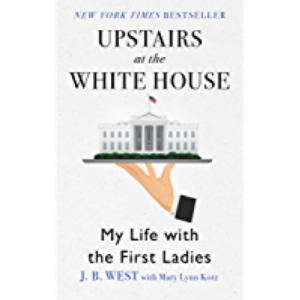 NEW YORK TIMES BESTSELLER
UPSTAIRS
at the
WHITE HOUSE
My Life with
the First Ladies
J. B. WEST with Mary Lynn Kotz